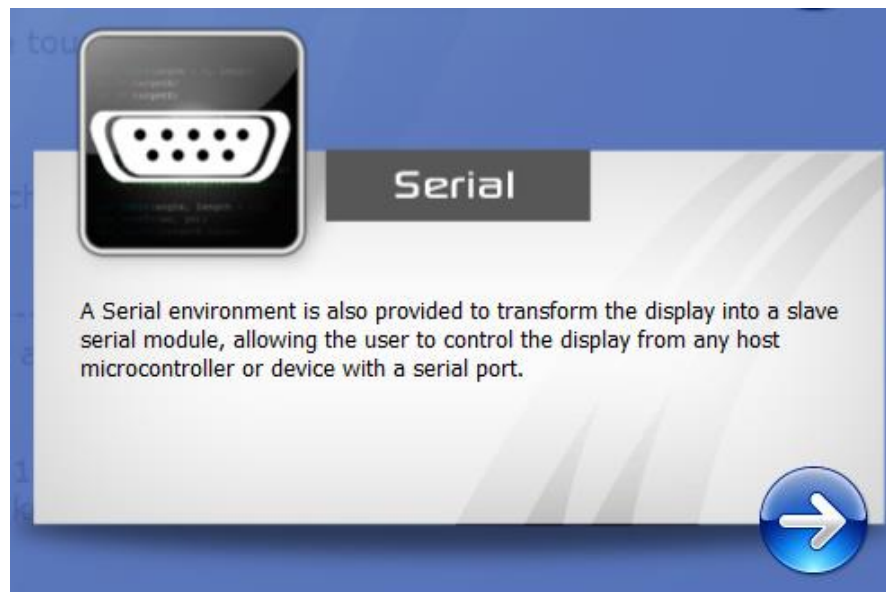 Serial
A Serial environment is also provided to transform the display into a slave
serial module, allowing the user to control the display from any host
microcontroller or device with a serial port.